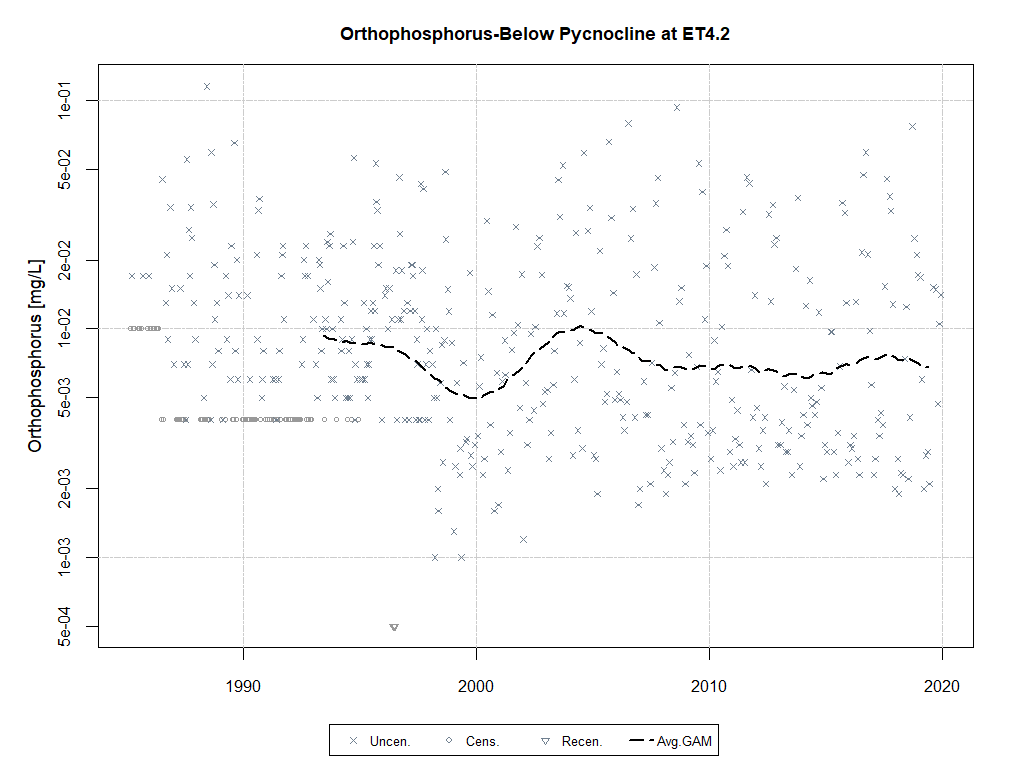 Orthophosphorus-Below Pycnocline at ET4.2
Orthophosphorus [mg/L]
1e-01
5e-02
2e-02
1e-02
5e-03
2e-03
1e-03
5e-04
1990 2000 2010 2020
Uncen. Cens. Recen. Avg.GAM